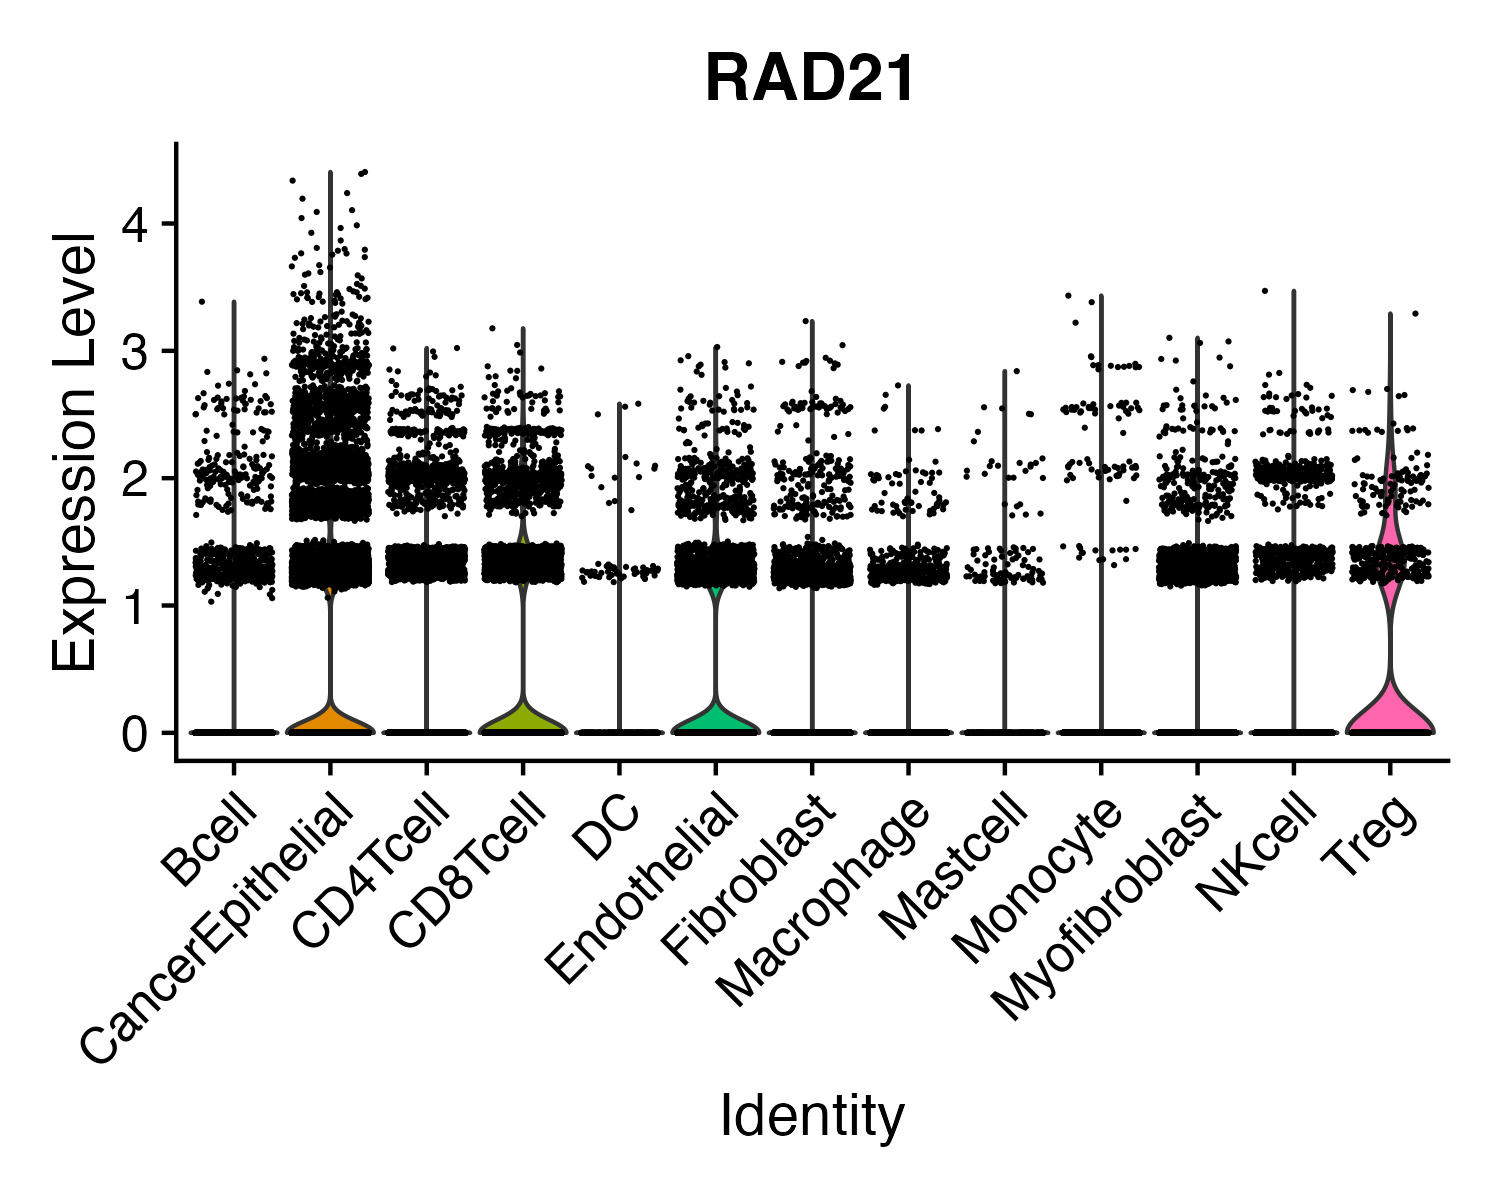 RAD21
Expression Level
4
3
2
1
0
Bcell
CancerEpithelial
CD4Tcell
CD8Tcell
DC
Endothelial
Fibroblast
Macrophage
Mastcell
Monocyte
Myofibroblast
NKcell
Treg
Identity